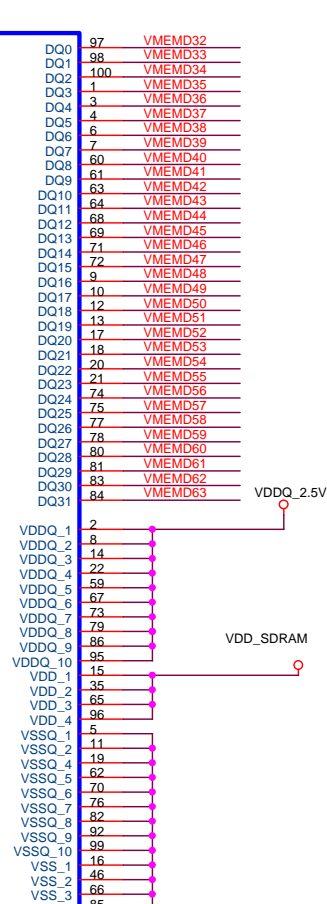 DQ0 97 VMEMD32
DQ1 98 VMEMD33
DQ2 100 VMEMD34
DQ3 1 VMEMD35
DQ4 3 VMEMD36
DQ5 4 VMEMD37
DQ6 6 VMEMD38
DQ7 7 VMEMD39
DQ8 60 VMEMD40
DQ9 61 VMEMD41
DQ10 63 VMEMD42
DQ11 64 VMEMD43
DQ12 68 VMEMD44
DQ13 69 VMEMD45
DQ14 71 VMEMD46
DQ15 72 VMEMD47
DQ16 9 VMEMD48
DQ17 10 VMEMD49
DQ18 12 VMEMD50
DQ19 13 VMEMD51
DQ20 17 VMEMD52
DQ21 18 VMEMD53
DQ22 20 VMEMD54
DQ23 21 VMEMD55
DQ24 74 VMEMD56
DQ25 75 VMEMD57
DQ26 77 VMEMD58
DQ27 78 VMEMD59
DQ28 80 VMEMD60
DQ29 81 VMEMD61
DQ30 83 VMEMD62
DQ31 84 VMEMD63
VDDQ_2.5V
VDDQ_1 2
VDDQ_2 8
VDDQ_3 14
VDDQ_4 22
VDDQ_5 59
VDDQ_6 67
VDDQ_7 73
VDDQ_8 79
VDD_SDRAM
VDDQ_9 86
VDDQ_10 95
VDD_1 15
VDD_2 35
VDD_3 65
VDD_4 96
VSSQ_1 5
VSSQ_2 11
VSSQ_4 19
VSSQ_5 62
VSSQ_6 70
VSSQ_7 76
VSSQ_8 82
VSSQ_9 92
VSSQ_10 99
VSS_1 16
VSS_2 46
VSS_3 66